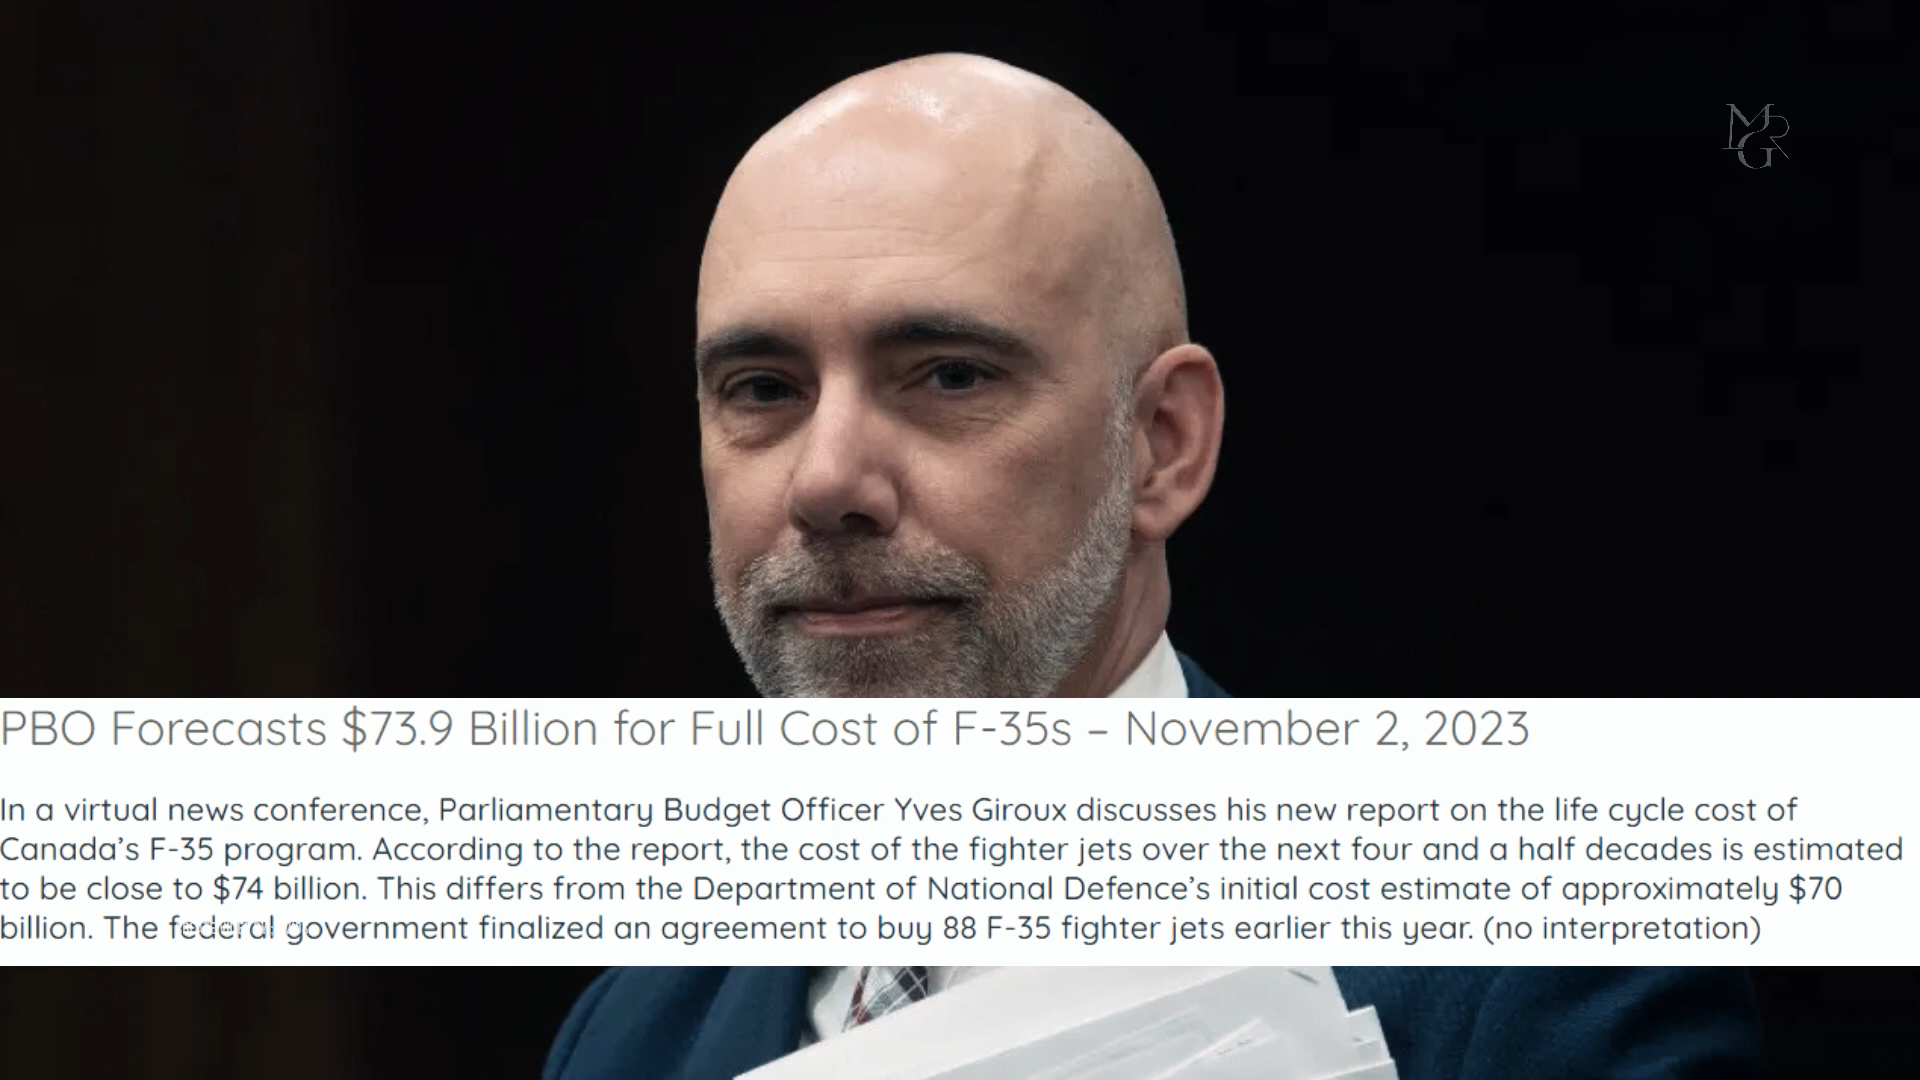 MRG
PBO Forecasts $73.9 Billion for Full Cost of F-35s – November 2, 2023
In a virtual news conference, Parliamentary Budget Officer Yves Giroux discusses his new report on the life cycle cost of
Canada’s F-35 program. According to the report, the cost of the fighter jets over the next four and a half decades is estimated
to be close to $74 billion. This differs from the Department of National Defence’s initial cost estimate of approximately $70
billion. The federal government finalized an agreement to buy 88 F-35 fighter jets earlier this year. (no interpretation)